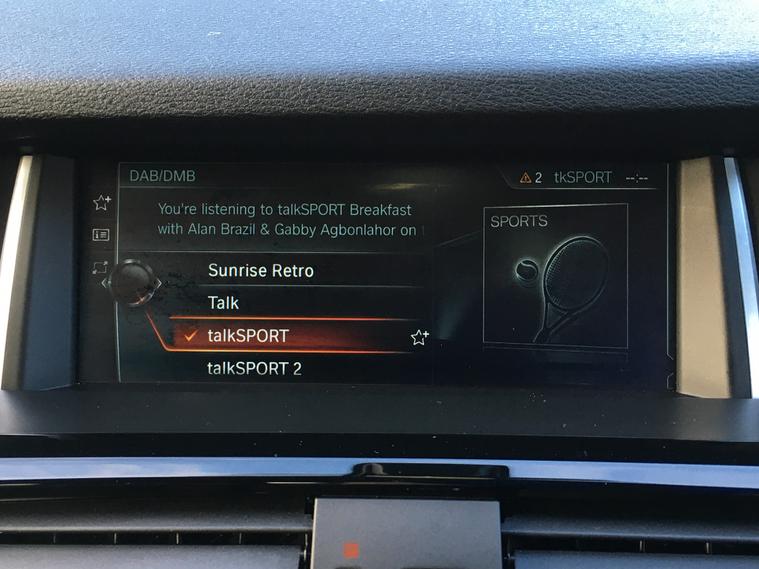 DAB/DMB
2 tkSPORT --:--
You're listening to talkSPORT Breakfast
with Alan Brazil & Gabby Agbonlahor on
SPORTS
Sunrise Retro
Talk
talkSPORT
talkSPORT 2